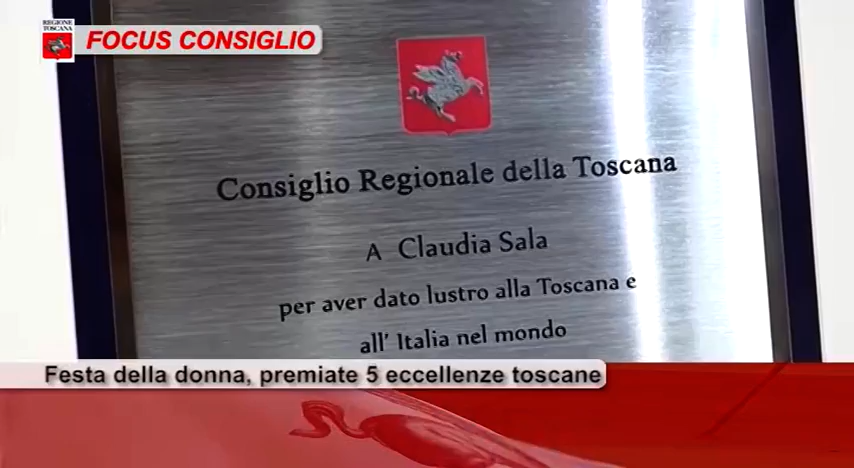 REGIONE
TOSCANA
FOCUS CONSIGLIO
Consiglio Regionale della Toscana
A Claudia Sala
per aver dato lustro alla Toscana e
all' Italia nel mondo
Festa della donna, premiate 5 eccellenze toscane